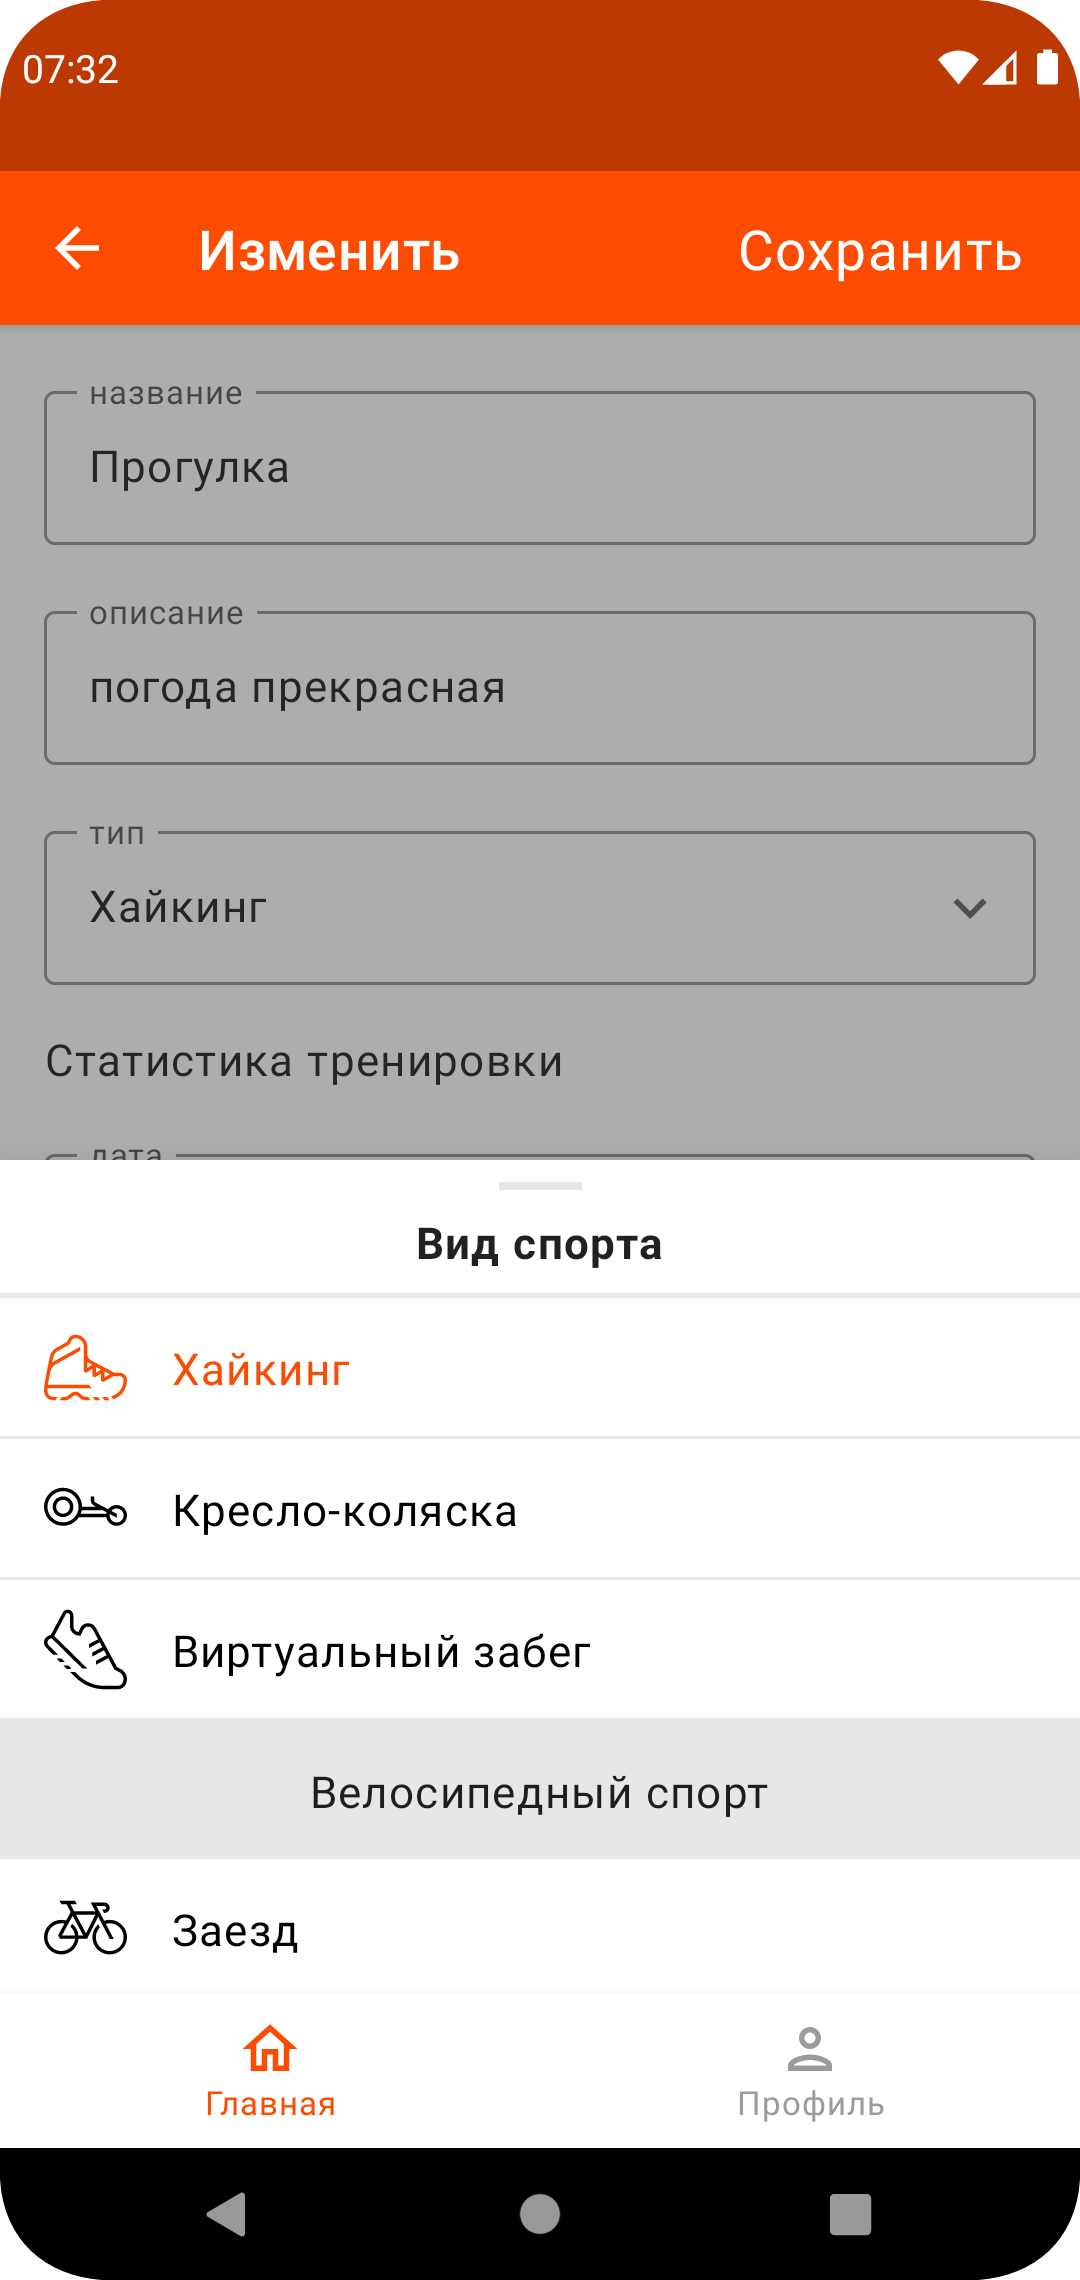 07:32
Изменить
Сохранить
название
Прогулка
описание
погода прекрасная
тип
Хайкинг
Статистика тренировки
дата
Вид спорта
Хайкинг
Кресло-коляска
Виртуальный забег
Велосипедный спорт
Заезд
Главная
Профиль